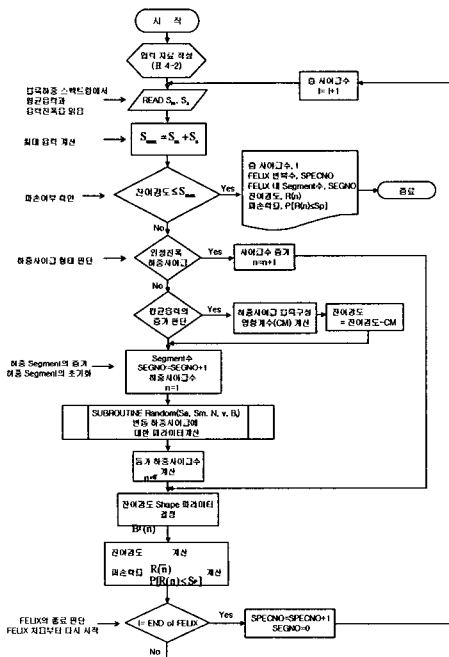 시 작
입력 자료 작성
(표 4-2)
총 사이클수
I= I+1
압축하중 스펙트럼에서
평균응력과
응력진폭을 읽음
READ Sm, Sa
최대 응력 계산
Smax = Sm + Sa
총 사이클수, I
FELIX 반복수, SPECNO
FELIX 내 Segment수, SEGNO
잔여강도, R(n)
파손확률, P[R(n)≤Sp]
종료
파손여부 확인
잔여강도 ≤ Smax
Yes
No
하중사이클 형태 판단
일정진폭
하중사이클
Yes
사이클수 증가
n=n+1
No
평균응력의
증가 판단
Yes
하중사이클 압축구성
영향계수(CM) 계산
잔여강도
= 잔여강도-CM
No
하중 Segment의 증가
하중 Segment의 초기화
Segment수
SEGNO=SEGNO+1
하중사이클수
n=1
SUBROUTINE Random(Sa, Sm, N, v, B)
변동 하중사이클에
대한 파라미터계산
등가 하중사이클수
계산
잔여강도 Shape 파라미터
결정
잔여강도 계산
R(n)
파손확률 계산
P[R(n)≤Sp]
FELIX의 종료 판단
FELIX 처음부터 다시 시작
I= END of FELIX
Yes
SPECNO=SPECNO+1
SEGNO=0
No